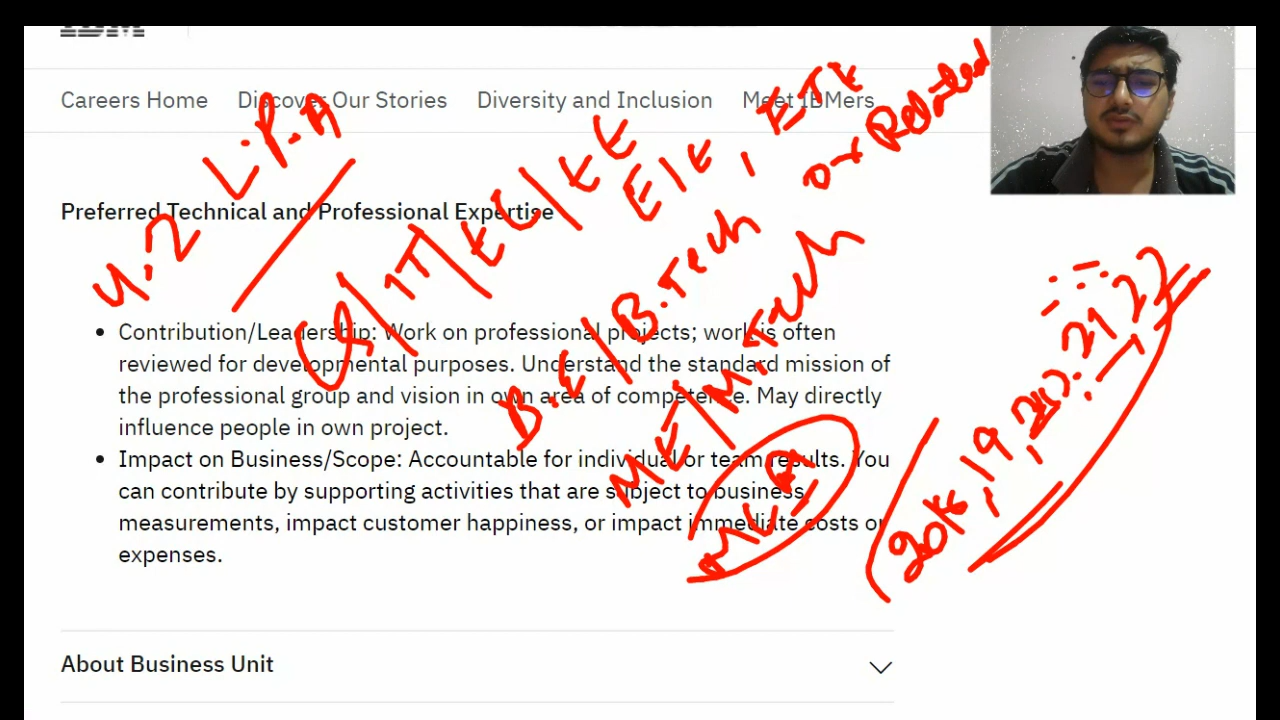 IBM
Careers Home Discover Our Stories Diversity and Inclusion Meet IBMers
4.2 L.P.A
CS/IT/EC/EE
E/E, ETE
or Related
Preferred Technical and Professional Expertise
B.E/B.Tech
ME/M.Tech
MCA
2018, 19, 20, 21, 22
Contribution/Leadership: Work on professional projects; work is often
reviewed for developmental purposes. Understand the standard mission of
the professional group and vision in own area of competence. May directly
influence people in own project.
Impact on Business/Scope: Accountable for individual or team results. You
can contribute by supporting activities that are subject to business
measurements, impact customer happiness, or impact immediate costs or
expenses.
About Business Unit